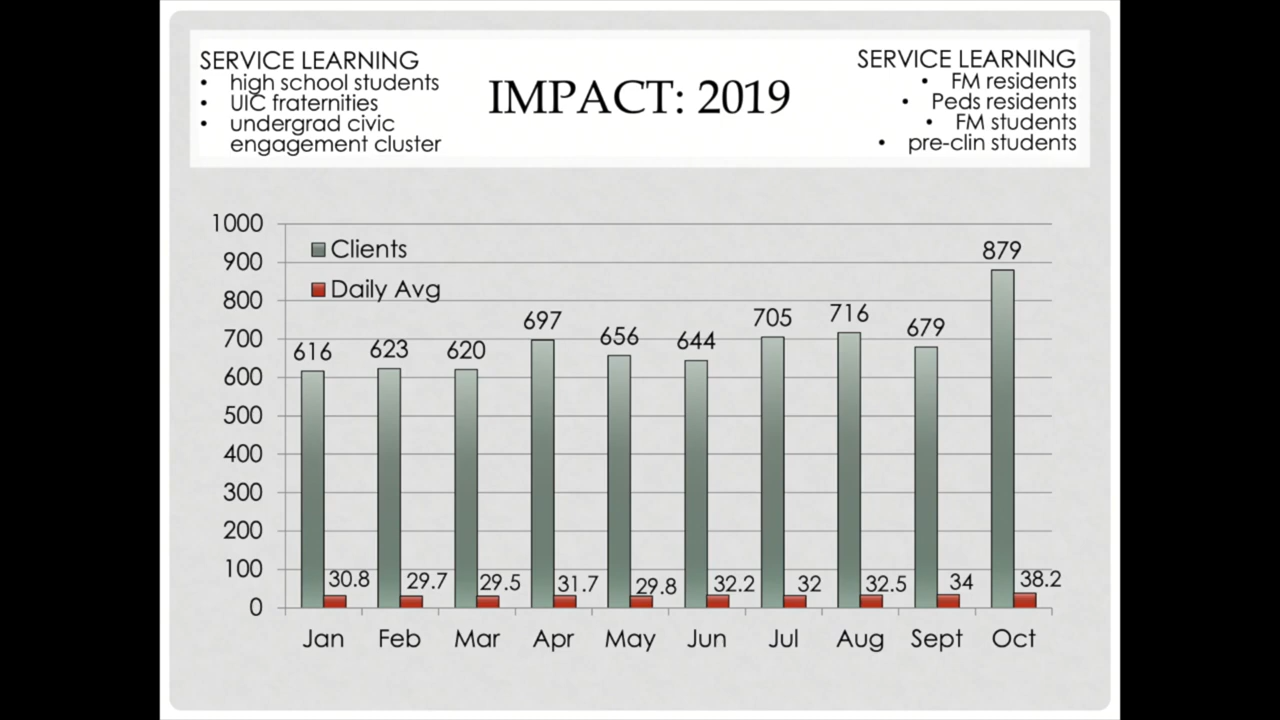 SERVICE LEARNING
• high school students
• UIC fraternities
• undergrad civic
engagement cluster
IMPACT: 2019
SERVICE LEARNING
• FM residents
• Peds residents
• FM students
• pre-clin students
Clients
Daily Avg
1000
900
800
700
600
500
400
300
200
100
0
616 623 620 697 656 644 705 716 679 879
30.8 29.7 29.5 31.7 29.8 32.2 32 32.5 34 38.2
Jan Feb Mar Apr May Jun Jul Aug Sept Oct